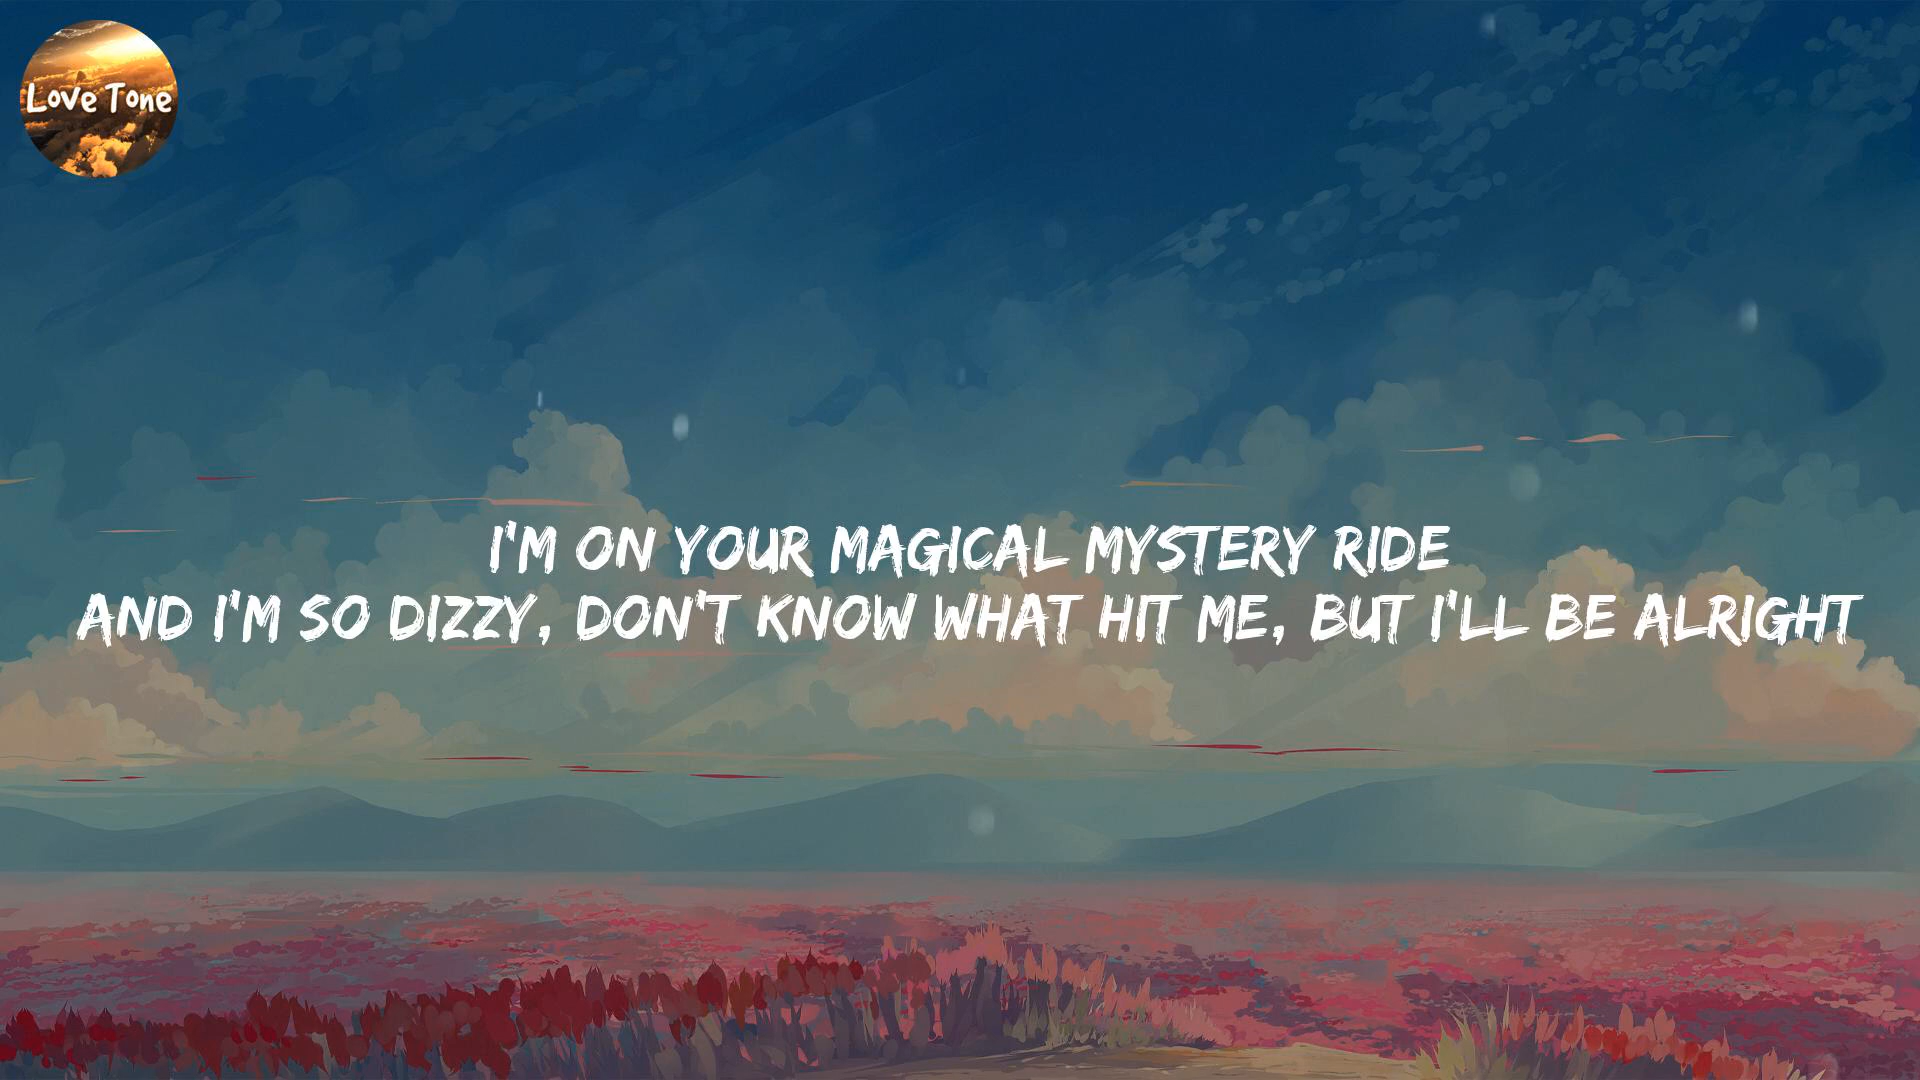 Love Tone
I'M ON YOUR MAGICAL MYSTERY RIDE
AND I'M SO DIZZY, DON'T KNOW WHAT HIT ME, BUT I'LL BE ALRIGHT